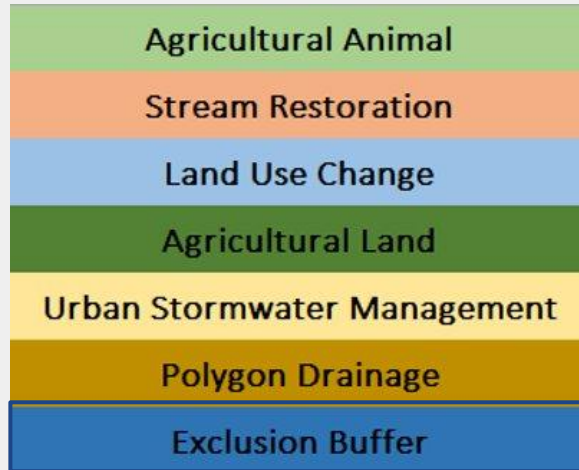 Agricultural Animal
Stream Restoration
Land Use Change
Agricultural Land
Urban Stormwater Management
Polygon Drainage
Exclusion Buffer